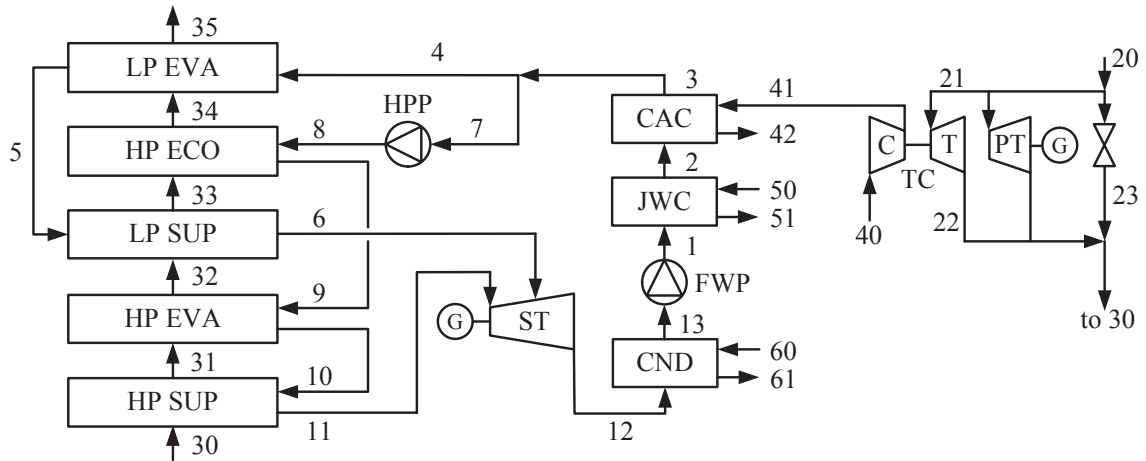 35
LP EVA
4
5
34
HPP
HP ECO
8
7
33
LP SUP
6
32
9
HP EVA
31
10
HP SUP
30
11
G
ST
12
3
CAC
41
42
2
JWC
50
51
1
FWP
13
CND
60
61
20
21
C
T
PT
G
TC
40
22
23
to 30